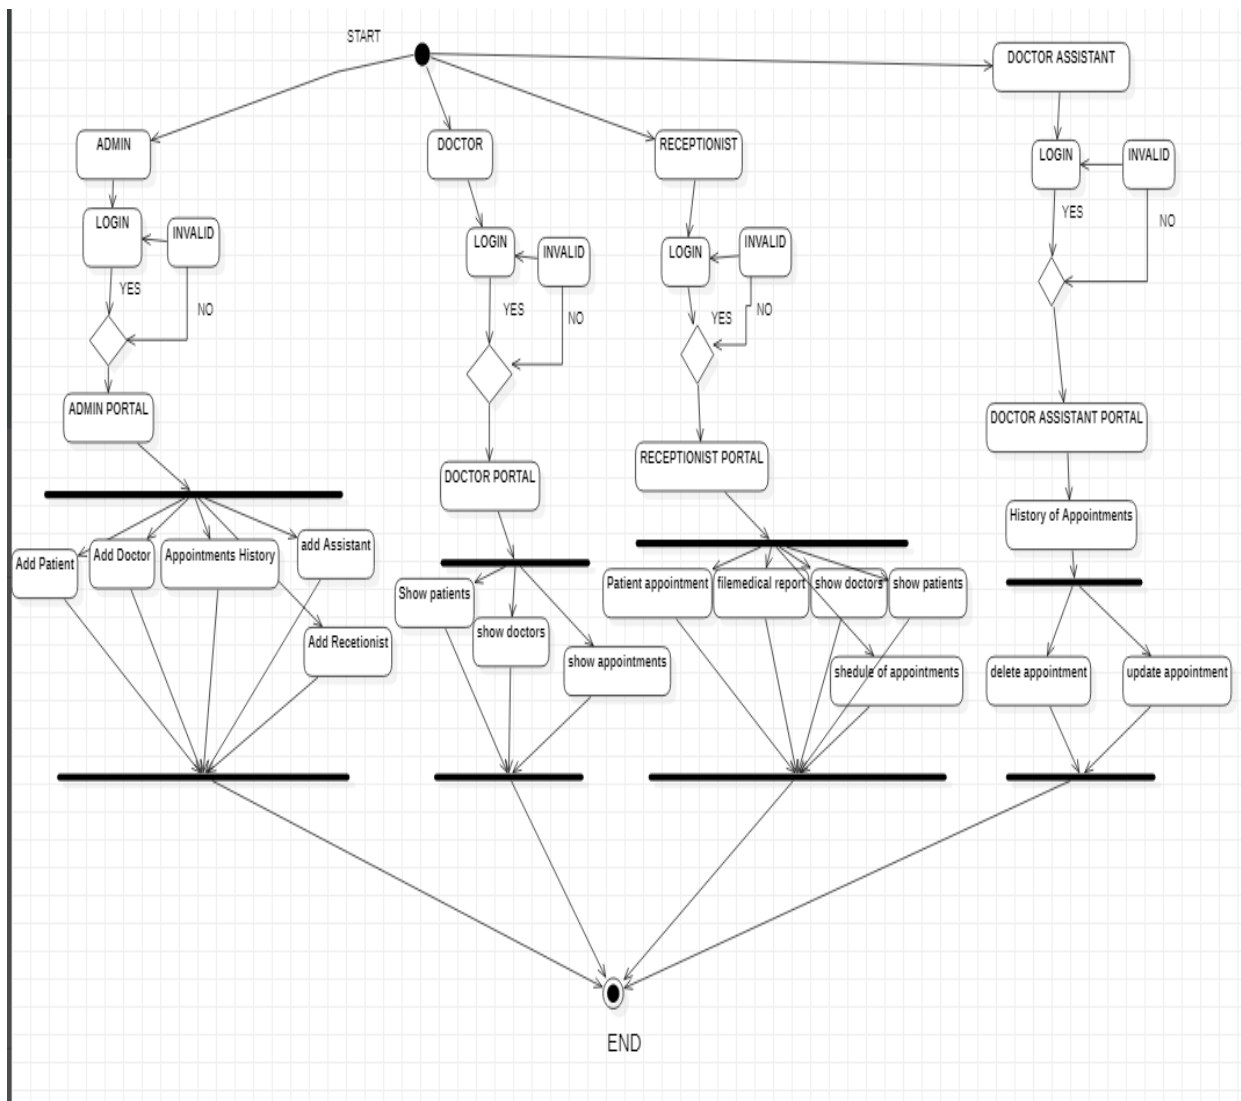 START
DOCTOR ASSISTANT
ADMIN
DOCTOR
RECEPTIONIST
LOGIN
INVALID
LOGIN
INVALID
LOGIN
INVALID
LOGIN
INVALID
YES
NO
YES
NO
YES
NO
YES
NO
ADMIN PORTAL
DOCTOR PORTAL
RECEPTIONIST PORTAL
DOCTOR ASSISTANT PORTAL
History of Appointments
Add Patient
Add Doctor
Appointments History
add Assistant
Add Recetionist
Show patients
show doctors
show appointments
Patient appointment
filemedical report
show doctors
show patients
shedule of appointments
delete appointment
update appointment
END